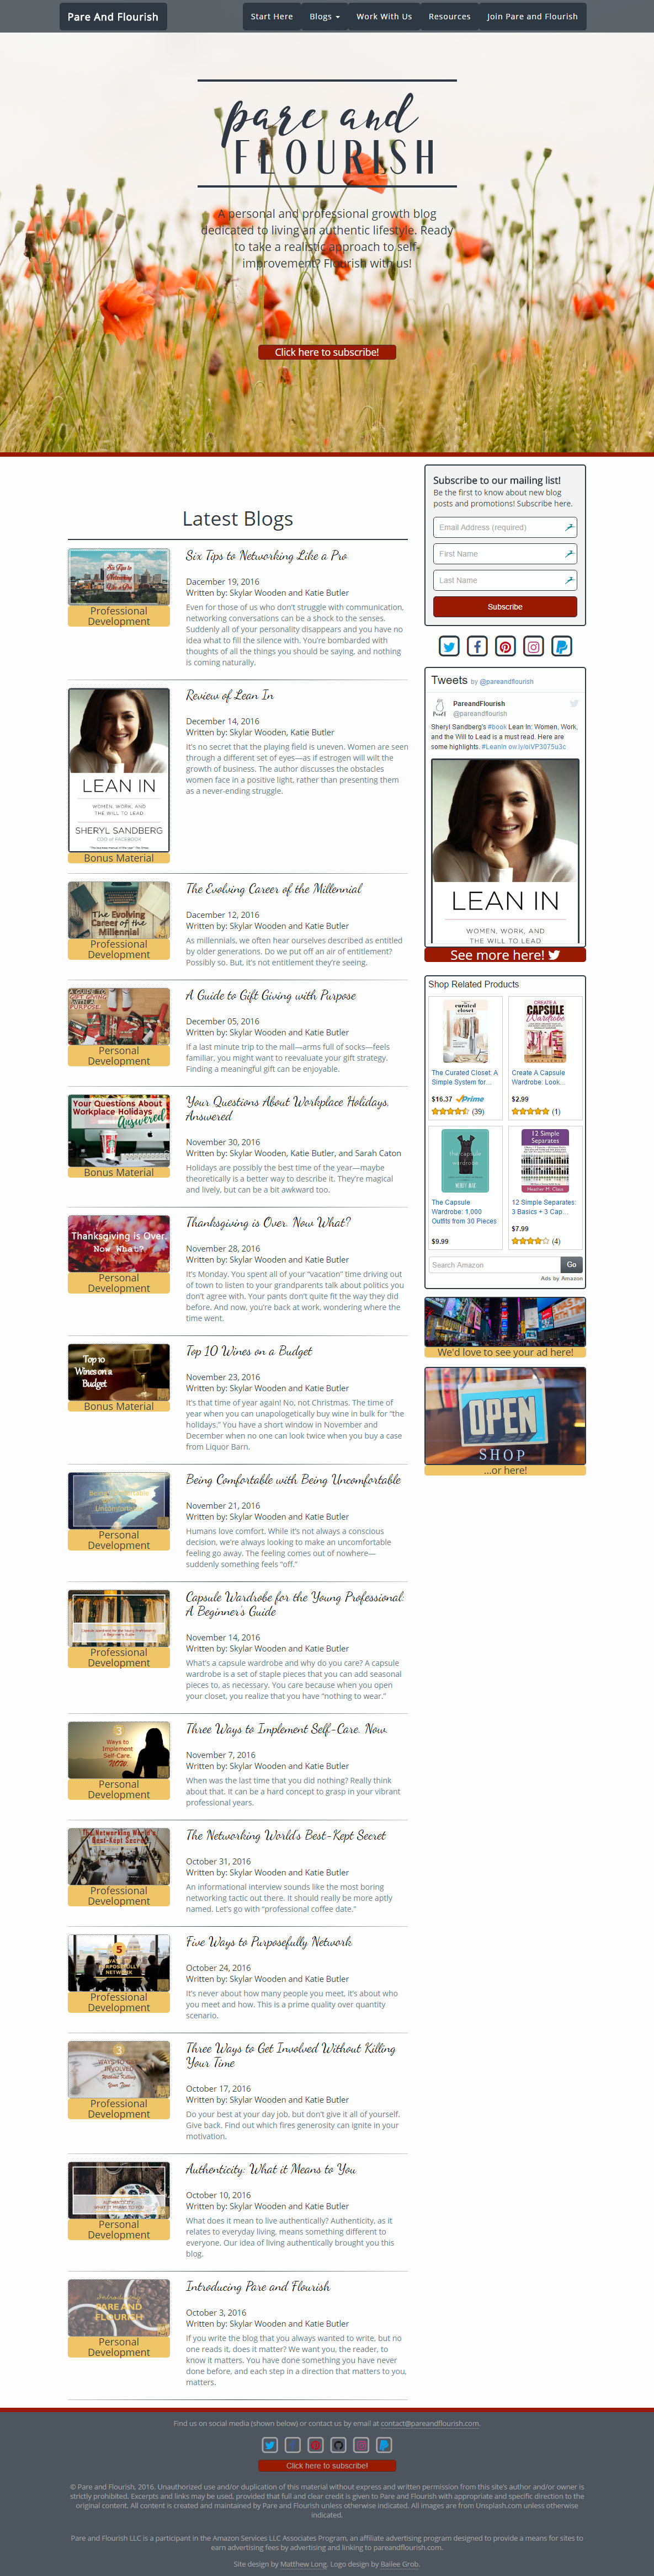 Pare And Flourish
Start Here
Blogs
Work With Us
Resources
Join Pare and Flourish
pare and
FLOURISH
A personal and professional growth blog
dedicated to living an authentic lifestyle. Ready
to take a realistic approach to self-
improvement? Flourish with us!
Click here to subscribe!
Latest Blogs
Six Tips to
Networking
Like a Pro
Professional
Development
Six Tips to Networking Like a Pro
Dacember 19, 2016
Written by: Skylar Wooden and Katie Butler
Even for those of us who don't struggle with communication,
networking conversations can be a shock to the senses.
Suddenly all of your personality disappears and you have no
idea what to fill the silence with. You're bombarded with
thoughts of all the things you should be saying, and nothing
is coming naturally.
LEAN IN
WOMEN, WORK, AND
THE WILL TO LEAD
SHERYL SANDBERG
COO of FACEBOOK
Bonus Material
Review of Lean In
December 14, 2016
Written by: Skylar Wooden, Katie Butler
It's no secret that the playing field is uneven. Women are seen
through a different set of eyes—as if estrogen will wilt the
growth of business. The author discusses the obstacles
women face in a positive light, rather than presenting them
as a never-ending struggle.
The Evolving
Career of the
Millennial
Professional
Development
The Evolving Career of the Millennial
Dacember 12, 2016
Written by: Skylar Wooden and Katie Butler
As millennials, we often hear ourselves described as entitled
by older generations. Do we put off an air of entitlement?
Possibly so. But, it's not entitlement they're seeing.
Personal
Development
A Guide to Gift Giving with Purpose
December 05, 2016
Written by: Skylar Wooden and Katie Butler
If a last minute trip to the mall—arms full of socks—feels
familiar, you might want to reevaluate your gift strategy.
Finding a meaningful gift can be enjoyable.
Your Questions About
Workplace Holidays,
Answered
Bonus Material
Your Questions About Workplace Holidays,
Answered
November 30, 2016
Written by: Skylar Wooden, Katie Butler, and Sarah Caton
Holidays are possibly the best time of the year—maybe
theoretically is a better way to describe it. They're magical
and lively, but can be a bit awkward too.
Thanksgiving is Over.
Now What?
Personal
Development
Thanksgiving is Over. Now What?
November 28, 2016
Written by: Skylar Wooden and Katie Butler
It's Monday. You spent all of your "vacation" time driving out
of town to listen to your grandparents talk about politics you
don't agree with. Your pants don't quite fit the way they did
before. And now, you're back at work, wondering where the
time went.
Top 10
Wines on a
Budget
Bonus Material
Top 10 Wines on a Budget
November 23, 2016
Written by: Skylar Wooden and Katie Butler
It's that time of year again! No, not Christmas. The time of
year when you can unapologetically buy wine in bulk for "the
holidays." You have a short window in November and
December when no one can look twice when you buy a case
from Liquor Barn.
Personal
Development
Being Comfortable with Being Uncomfortable
November 21, 2016
Written by: Skylar Wooden and Katie Butler
Humans love comfort. While it's not always a conscious
decision, we're always looking to make an uncomfortable
feeling go away. The feeling comes out of nowhere—
suddenly something feels "off."
Professional
Development
Capsule Wardrobe for the Young Professional:
A Beginner's Guide
November 14, 2016
Written by: Skylar Wooden and Katie Butler
What's a capsule wardrobe and why do you care? A capsule
wardrobe is a set of staple pieces that you can add seasonal
pieces to, as necessary. You care because when you open
your closet, you realize that you have "nothing to wear."
3
Ways to
Implement
Self-Care.
NOW
Personal
Development
Three Ways to Implement Self-Care. Now.
November 7, 2016
Written by: Skylar Wooden and Katie Butler
When was the last time that you did nothing? Really think
about that. It can be a hard concept to grasp in your vibrant
professional years.
The Networking World's
Best-Kept Secret
Professional
Development
The Networking World's Best-Kept Secret
October 31, 2016
Written by: Skylar Wooden and Katie Butler
An informational interview sounds like the most boring
networking tactic out there. It should really be more aptly
named. Let's go with "professional coffee date."
5
Professional
Development
Five Ways to Purposefully Network
October 24, 2016
Written by: Skylar Wooden and Katie Butler
It's never about how many people you meet, it's about who
you meet and how. This is a prime quality over quantity
scenario.
3
Professional
Development
Three Ways to Get Involved Without Killing
Your Time
October 17, 2016
Written by: Skylar Wooden and Katie Butler
Do your best at your day job, but don't give it all of yourself.
Give back. Find out which fires generosity can ignite in your
motivation.
Personal
Development
Authenticity: What it Means to You
October 10, 2016
Written by: Skylar Wooden and Katie Butler
What does it mean to live authentically? Authenticity, as it
relates to everyday living, means something different to
everyone. Our idea of living authentically brought you this
blog.
PARE AND
FLOURISH
Personal
Development
Introducing Pare and Flourish
October 3, 2016
Written by: Skylar Wooden and Katie Butler
If you write the blog that you always wanted to write, but no
one reads it, does it matter? We want you, the reader, to
know it matters. You have done something you have never
done before, and each step in a direction that matters to you,
matters.
Subscribe to our mailing list!
Be the first to know about new blog
posts and promotions! Subscribe here.
Email Address (required)
First Name
Last Name
Subscribe
Tweets by @pareandflourish
PareandFlourish
@pareandflourish
Sheryl Sandberg's #book Lean In: Women, Work,
and the Will to Lead is a must read. Here are
some highlights. #LeanIn ow.ly/oiVP3075u3c
LEAN IN
WOMEN, WORK, AND
THE WILL TO LEAD
See more here!
Shop Related Products
The Curated Closet: A
Simple System for...
$16.37 Prime
(39)
CREATE A
CAPSULE
Wardrobe
Create A Capsule
Wardrobe: Look...
$2.99
(1)
the capsule
wardrobe
The Capsule
Wardrobe: 1,000
Outfits from 30 Pieces
$9.99
12 Simple
Separates
12 Simple Separates:
3 Basics + 3 Cap...
$7.99
(4)
Search Amazon
Go
Ads by Amazon
We'd love to see your ad here!
OPEN
SHOP
...or here!
Find us on social media (shown below) or contact us by email at contact@pareandflourish.com.
Click here to subscribe!
© Pare and Flourish, 2016. Unauthorized use and/or duplication of this material without express and written permission from this site's author and/or owner is
strictly prohibited. Excerpts and links may be used, provided that full and clear credit is given to Pare and Flourish with appropriate and specific direction to the
original content. All content is created and maintained by Pare and Flourish unless otherwise indicated. All images are from Unsplash.com unless otherwise
indicated.
Pare and Flourish LLC is a participant in the Amazon Services LLC Associates Program, an affiliate advertising program designed to provide a means for sites to
earn advertising fees by advertising and linking to pareandflourish.com.
Site design by Matthew Long. Logo design by Bailee Grob.